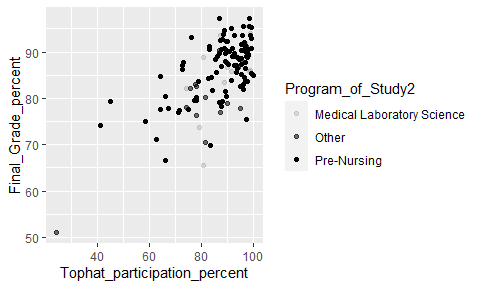 90
80
70
60
50
Final_Grade_percent
40
60
80
100
Tophat_participation_percent
Program_of_Study2
Medical Laboratory Science
Other
Pre-Nursing